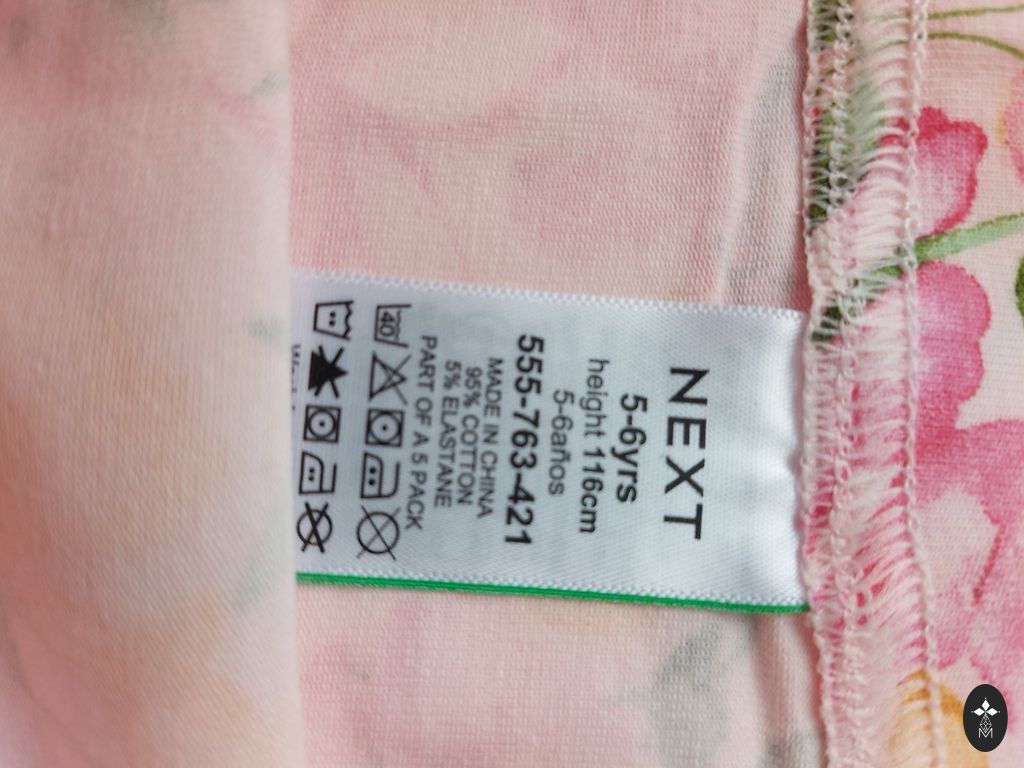 NEXT
5-6yrs
height 116cm
5-6años
555-763-421
MADE IN CHINA
95% COTTON
5% ELASTANE
PART OF A 5 PACK
40
M